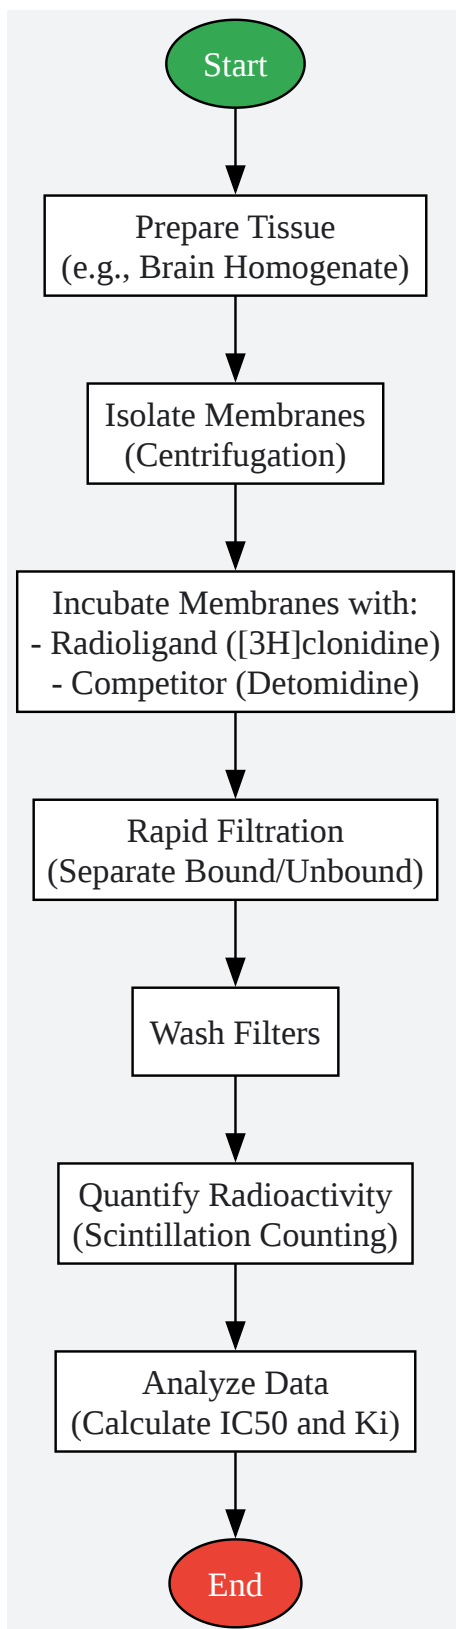 Start
Prepare Tissue
(e.g., Brain Homogenate)
Isolate Membranes
(Centrifugation)
Incubate Membranes with:
- Radioligand ([3H]clonidine)
- Competitor (Detomidine)
Rapid Filtration
(Separate Bound/Unbound)
Wash Filters
Quantify Radioactivity
(Scintillation Counting)
Analyze Data
(Calculate IC50 and Ki)
End